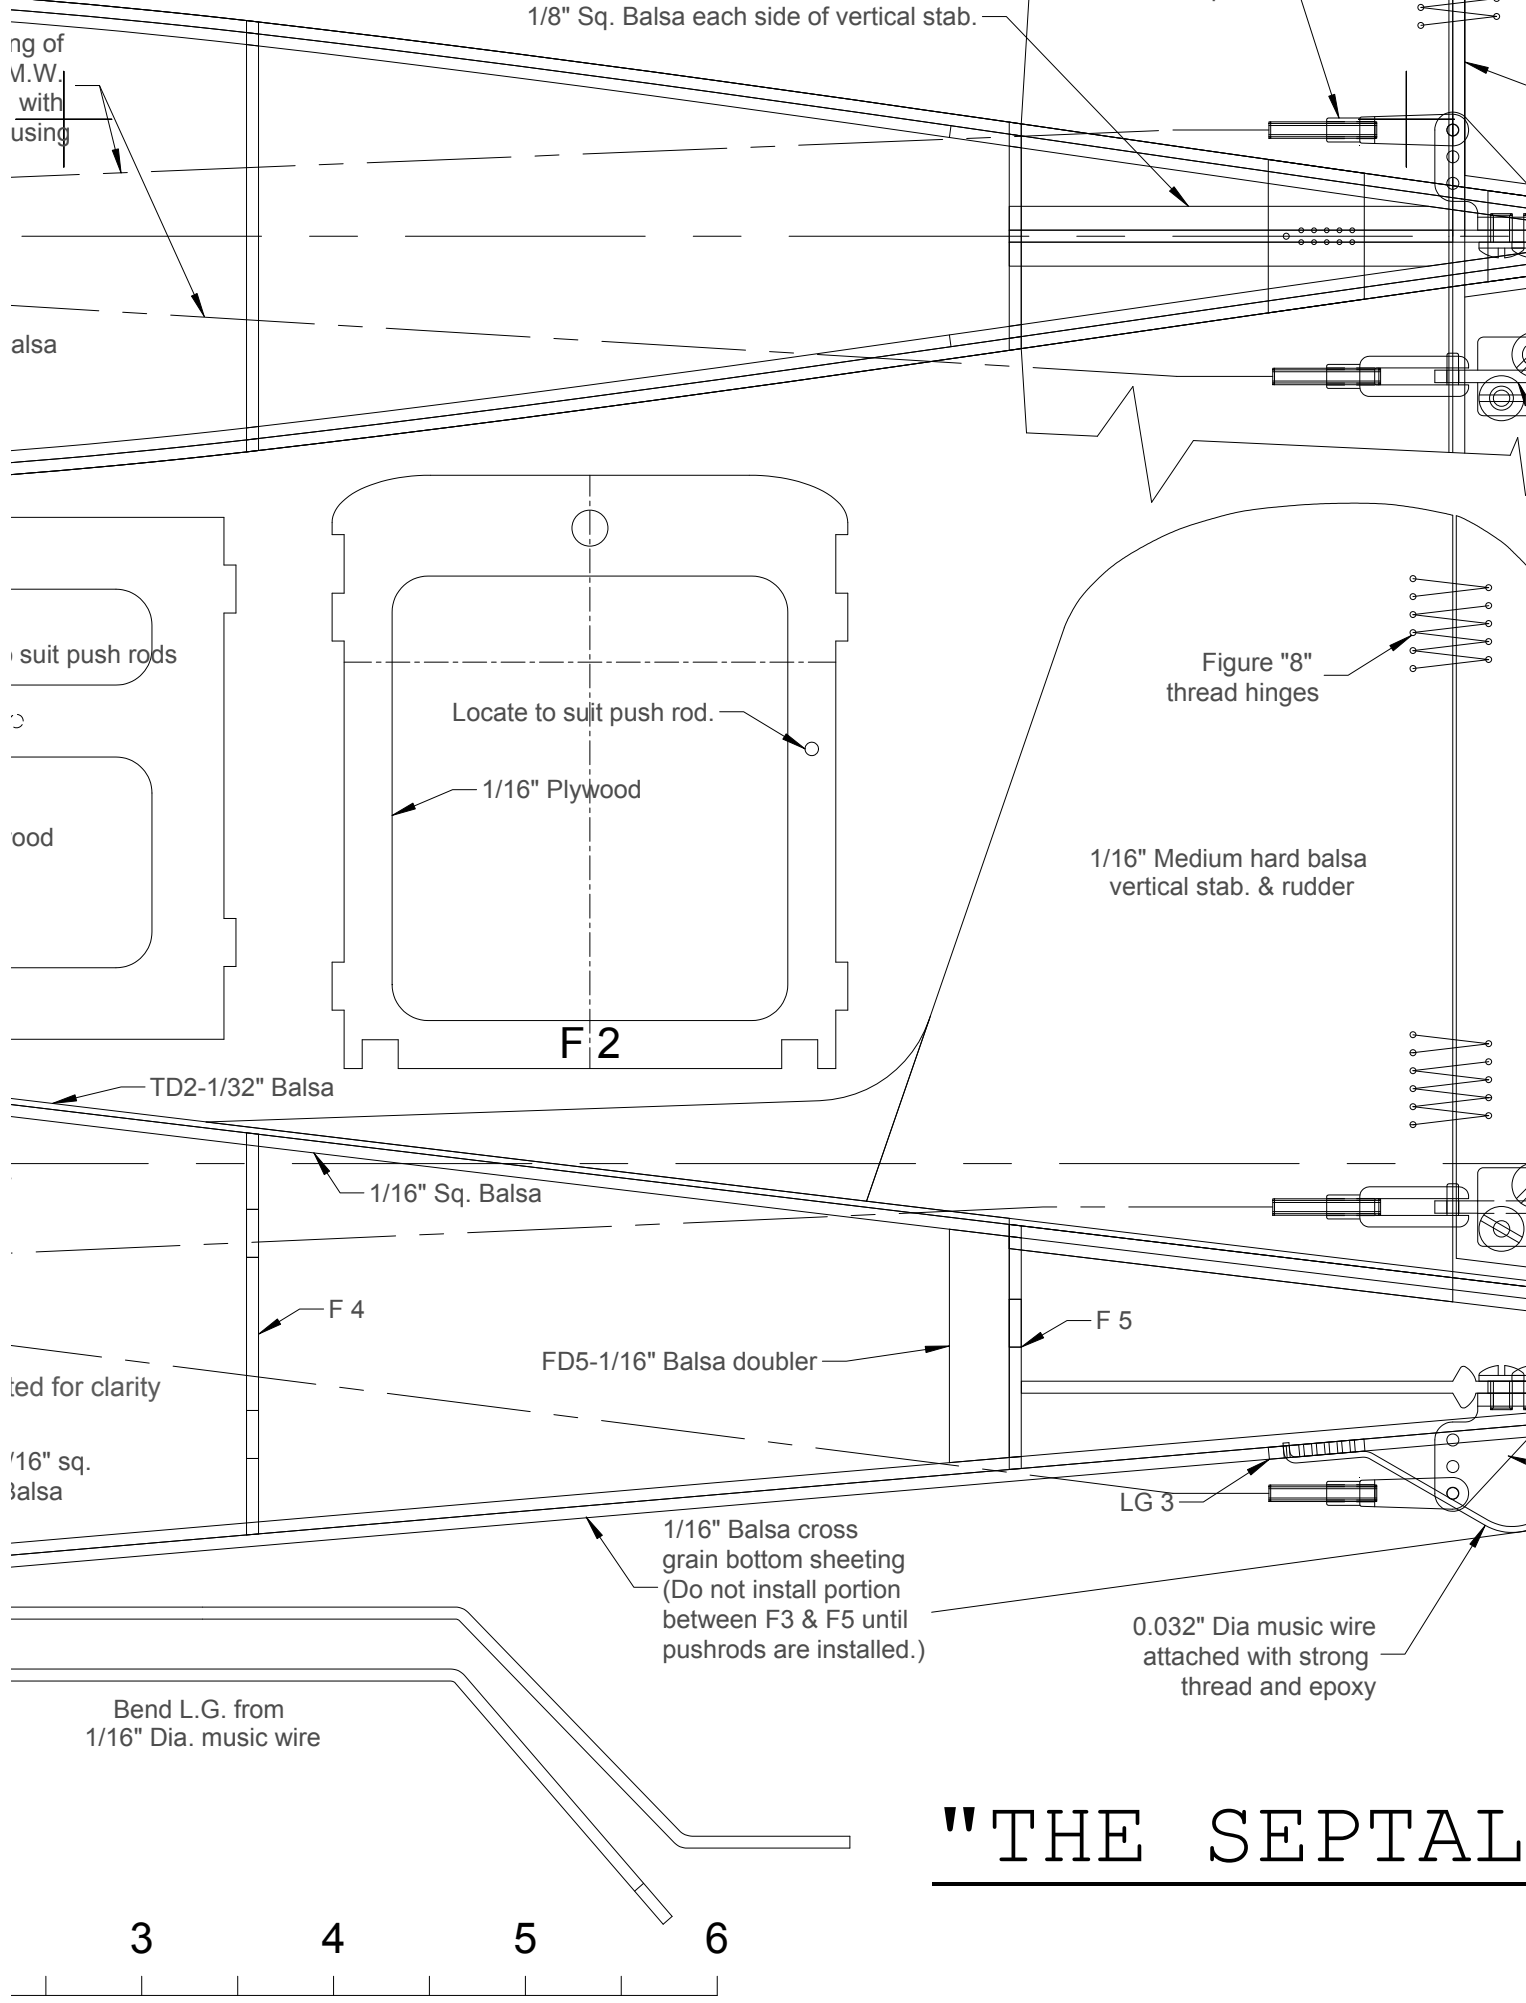 1/8" Sq. Balsa each side of vertical stab.
of
M.W.
with
using
suit push rods
Locate to suit push rod.
1/16" Plywood
F 2
Figure "8"
thread hinges
1/16" Medium hard balsa
vertical stab. & rudder
TD2-1/32" Balsa
1/16" Sq. Balsa
F 4
F 5
FD5-1/16" Balsa doubler
for clarity
/16" sq.
LG 3
1/16" Balsa cross
grain bottom sheeting
(Do not install portion
between F3 & F5 until
pushrods are installed.)
0.032" Dia music wire
attached with strong
thread and epoxy
Bend L.G. from
1/16" Dia. music wire
"THE SEPTAL
3 4 5 6